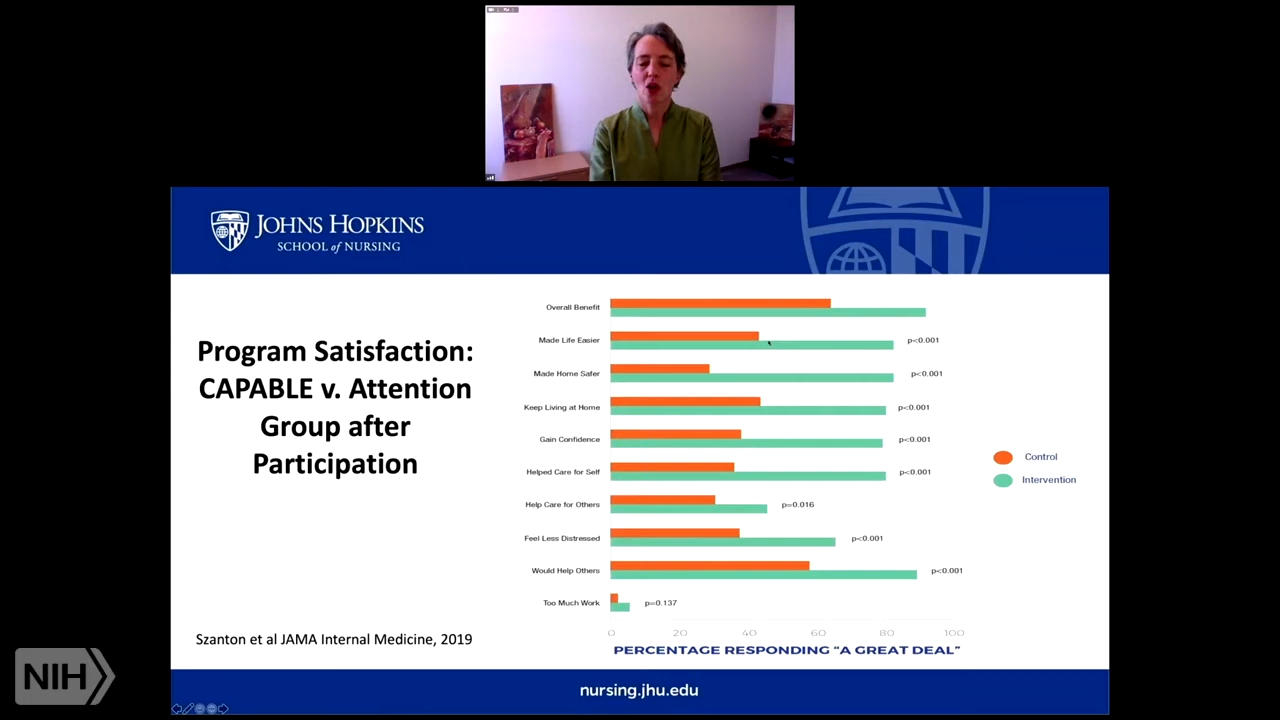 JOHNS HOPKINS
SCHOOL of NURSING
Program Satisfaction:
CAPABLE v. Attention
Group after
Participation
Overall Benefit
Made Life Easier
p<0.001
Made Home Safer
p<0.001
Keep Living at Home
p<0.001
Gain Confidence
p<0.001
Helped Care for Self
p<0.001
Help Care for Others
p=0.016
Feel Less Distressed
p<0.001
Would Help Others
p<0.001
Too Much Work
p=0.137
Control
Intervention
0 20 40 60 80 100
PERCENTAGE RESPONDING “A GREAT DEAL”
Szanton et al JAMA Internal Medicine, 2019
NIH
nursing.jhu.edu